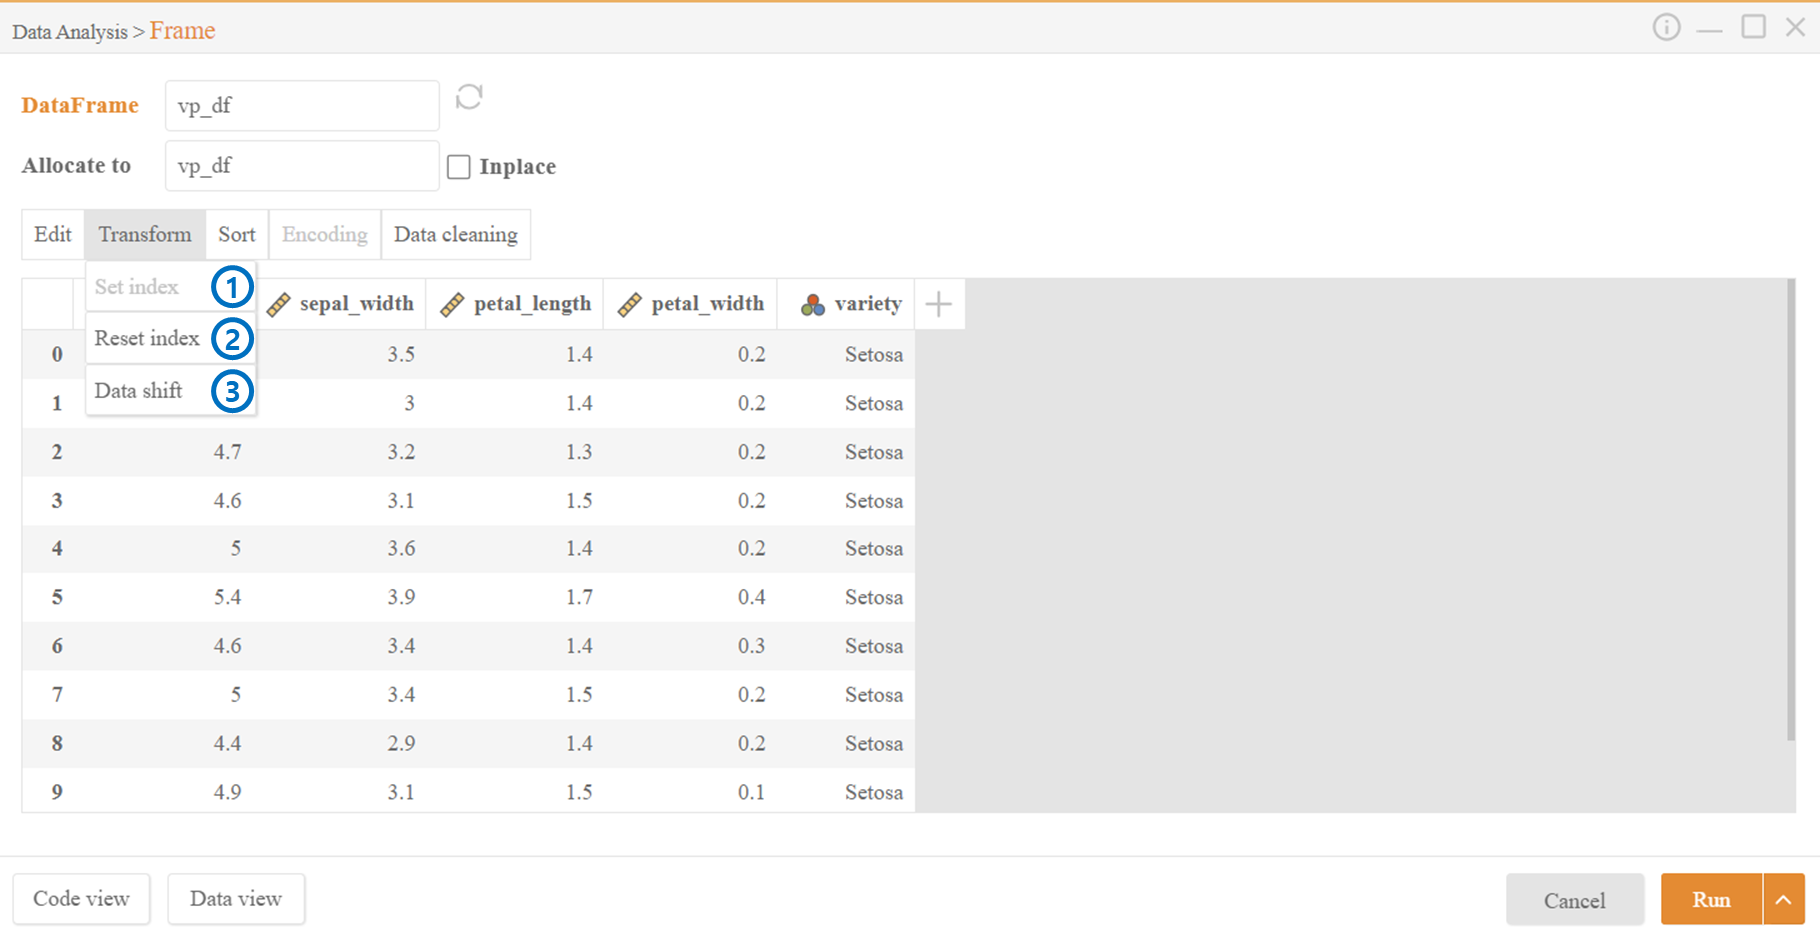 Data Analysis > Frame
DataFrame vp_df
Allocate to vp_df Inplace
Edit Transform Sort Encoding Data cleaning
Set index 1
Reset index 2
Data shift 3
sepal_width petal_length petal_width variety
0 3.5 1.4 0.2 Setosa
1 3 1.4 0.2 Setosa
2 4.7 3.2 1.3 0.2 Setosa
3 4.6 3.1 1.5 0.2 Setosa
4 5 3.6 1.4 0.2 Setosa
5 5.4 3.9 1.7 0.4 Setosa
6 4.6 3.4 1.4 0.3 Setosa
7 5 3.4 1.5 0.2 Setosa
8 4.4 2.9 1.4 0.2 Setosa
9 4.9 3.1 1.5 0.1 Setosa
Code view Data view Cancel Run